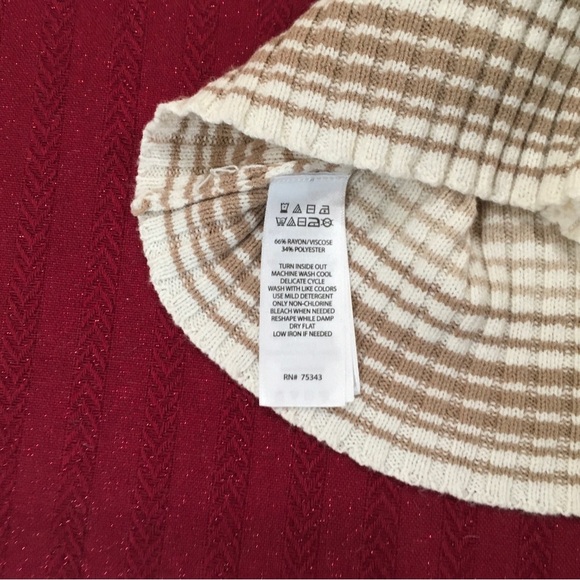 66% RAYON/VISCOSE
34% POLYESTER
TURN INSIDE OUT
MACHINE WASH COOL
DELICATE CYCLE
WASH WITH LIKE COLORS
USE MILD DETERGENT
ONLY NON-CHLORINE
BLEACH WHEN NEEDED
RESHAPE WHILE DAMP
DRY FLAT
LOW IRON IF NEEDED
RN# 75343